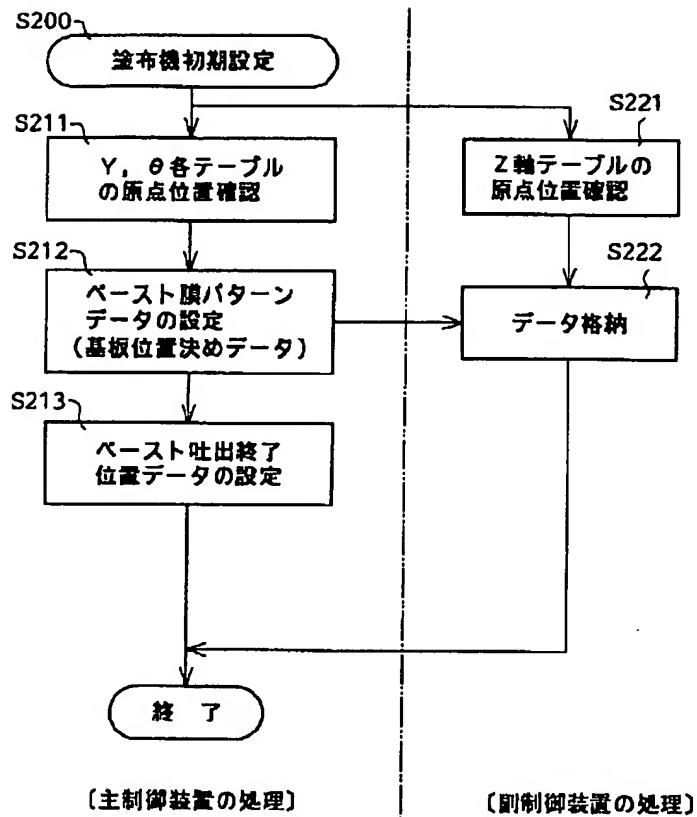 S200
塗布機初期設定
S211
Y，θ各テーブル
の原点位置確認
S221
Z軸テーブルの
原点位置確認
S212
ペースト膜パターン
データの設定
（基板位置決めデータ）
S222
データ格納
S213
ペースト吐出終了
位置データの設定
終 了
〔主制御装置の処理〕
〔副制御装置の処理〕